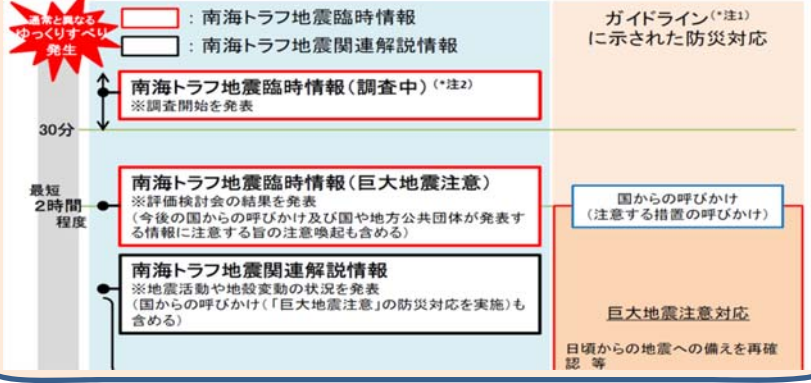 通常と異なる
ゆっくりすべり
発生
：南海トラフ地震臨時情報
：南海トラフ地震関連解説情報
ガイドライン(*注1)
に示された防災対応
南海トラフ地震臨時情報（調査中）(*注2)
※調査開始を発表
30分
最短
2時間
程度
南海トラフ地震臨時情報（巨大地震注意）
※評価検討会の結果を発表
（今後の国からの呼びかけ及び国や地方公共団体が発表す
る情報に注意する旨の注意喚起も含める）
国からの呼びかけ
（注意する措置の呼びかけ）
南海トラフ地震関連解説情報
※地震活動や地殻変動の状況を発表
（国からの呼びかけ（「巨大地震注意」の防災対応を実施）も
含める）
巨大地震注意対応
日頃からの地震への備えを再確
認 等